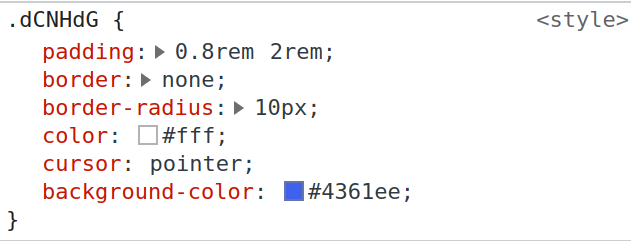 .dCNHdG { <style>
padding: 0.8rem 2rem;
border: none;
border-radius: 10px;
color: #fff;
cursor: pointer;
background-color: #4361ee;
}